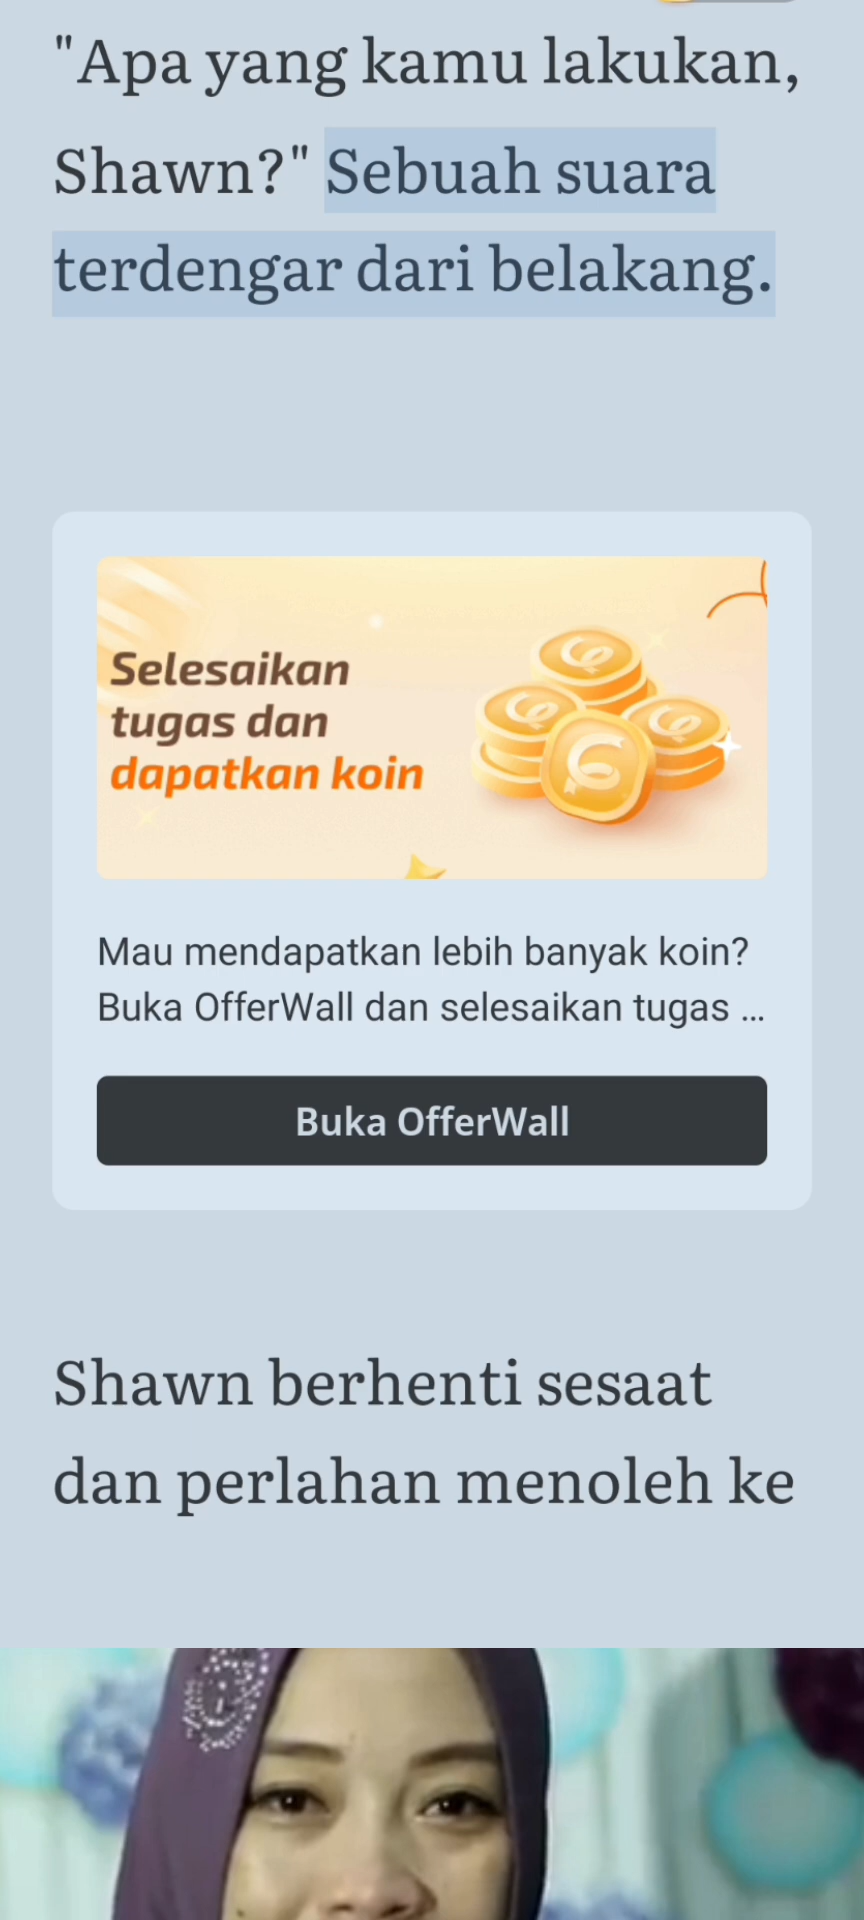 "Apa yang kamu lakukan,
Shawn?" Sebuah suara
terdengar dari belakang.
Selesaikan
tugas dan
dapatkan koin
Mau mendapatkan lebih banyak koin?
Buka OfferWall dan selesaikan tugas ...
Buka OfferWall
Shawn berhenti sesaat
dan perlahan menoleh ke